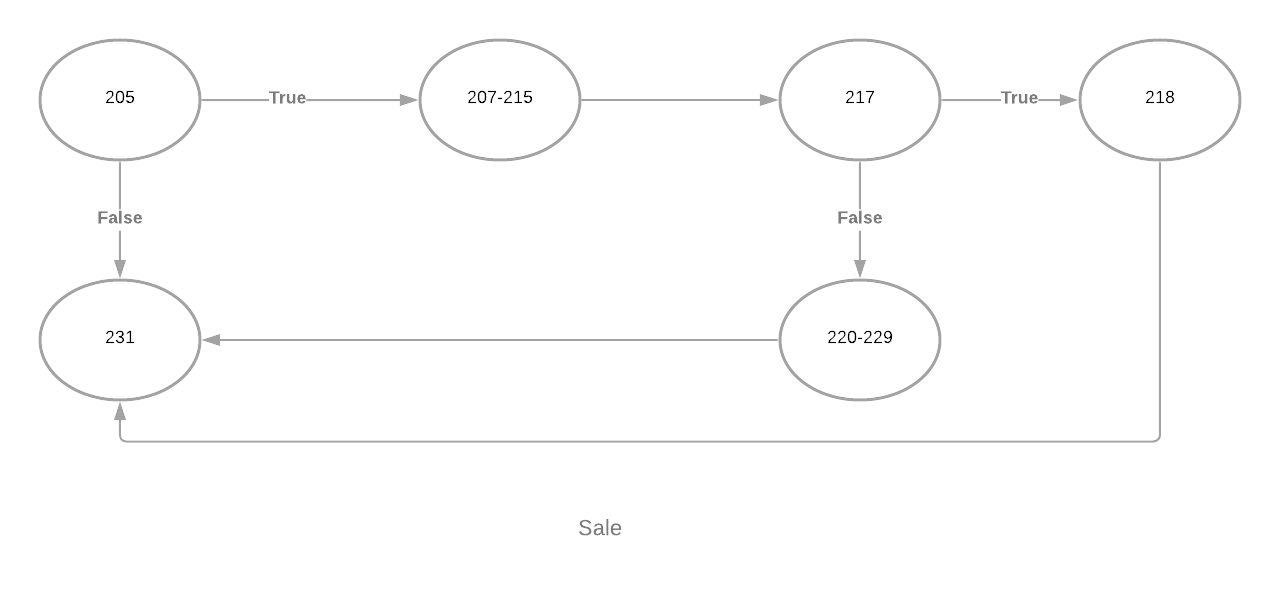 205
True
207-215
217
True
218
False
False
231
220-229
Sale